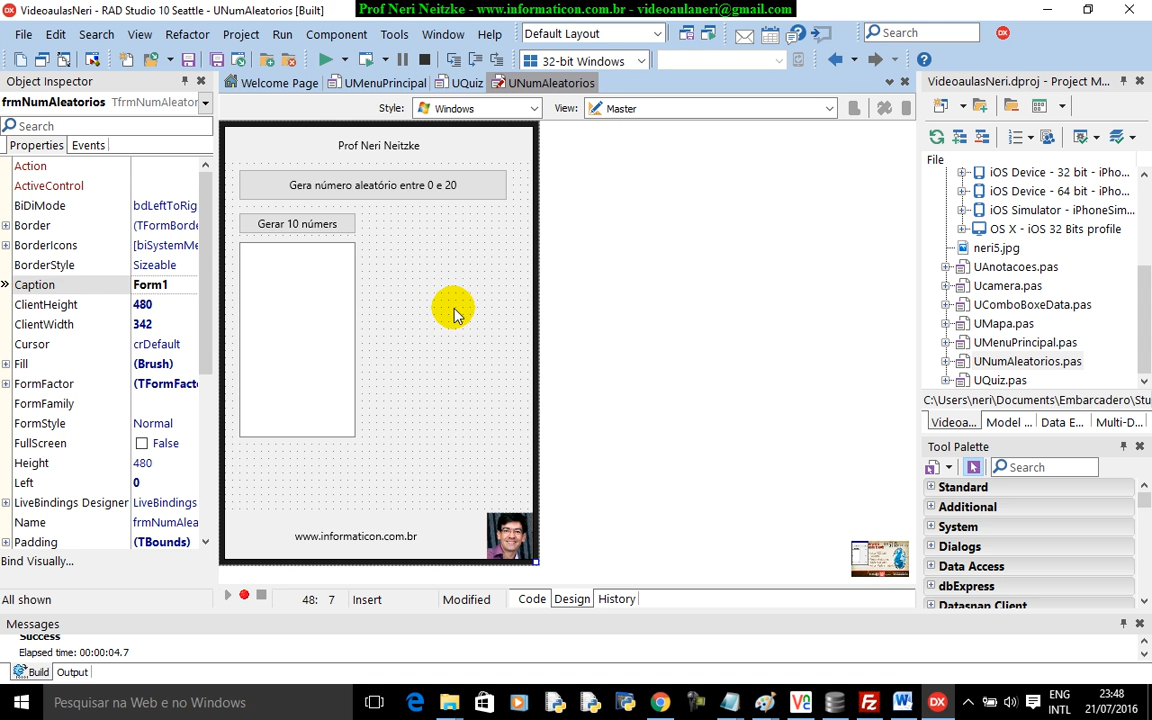 VideoaulasNeri - RAD Studio 10 Seattle - UNumAleatorios [Built]
Prof Neri Neitzke - www.informaticon.com.br - videoaulaneri@gmail.com
File Edit Search View Refactor Project Run Component Tools Window Help
Default Layout
Search
32-bit Windows
Object Inspector
Welcome Page UMenuPrincipal UQuiz UNumAleatorios
VideoaulasNeri.dproj - Project M...
frmNumAleatorios TfrmNumAleator
Style: Windows View: Master
Search
Properties Events
Action
ActiveControl
BiDiMode bdLeftToRig
Border (TFormBorde
BorderIcons [biSystemMe
BorderStyle Sizeable
Caption Form1
ClientHeight 480
ClientWidth 342
Cursor crDefault
Fill (Brush)
FormFactor (TFormFact
FormFamily
FormStyle Normal
FullScreen False
Height 480
Left 0
LiveBindings Designer LiveBindings
Name frmNumAlea
Padding (TBounds)
Bind Visually...
All shown
Prof Neri Neitzke
Gera número aleatório entre 0 e 20
Gerar 10 númers
www.informaticon.com.br
48: 7 Insert Modified Code Design History
File
iOS Device - 32 bit - iPho...
iOS Device - 64 bit - iPho...
iOS Simulator - iPhoneSim...
OS X - iOS 32 Bits profile
neri5.jpg
UAnotacoes.pas
Ucamera.pas
UComboBoxeData.pas
UMapa.pas
UMenuPrincipal.pas
UNumAleatorios.pas
UQuiz.pas
C:\Users\neri\Documents\Embarcadero\Stu
Videoa... Model ... Data E... Multi-D...
Tool Palette
Search
Standard
Additional
System
Dialogs
Data Access
dbExpress
Datasnap Client
Messages
Success
Elapsed time: 00:00:04.7
Build Output
Pesquisar na Web e no Windows
ENG
INTL
23:48
21/07/2016